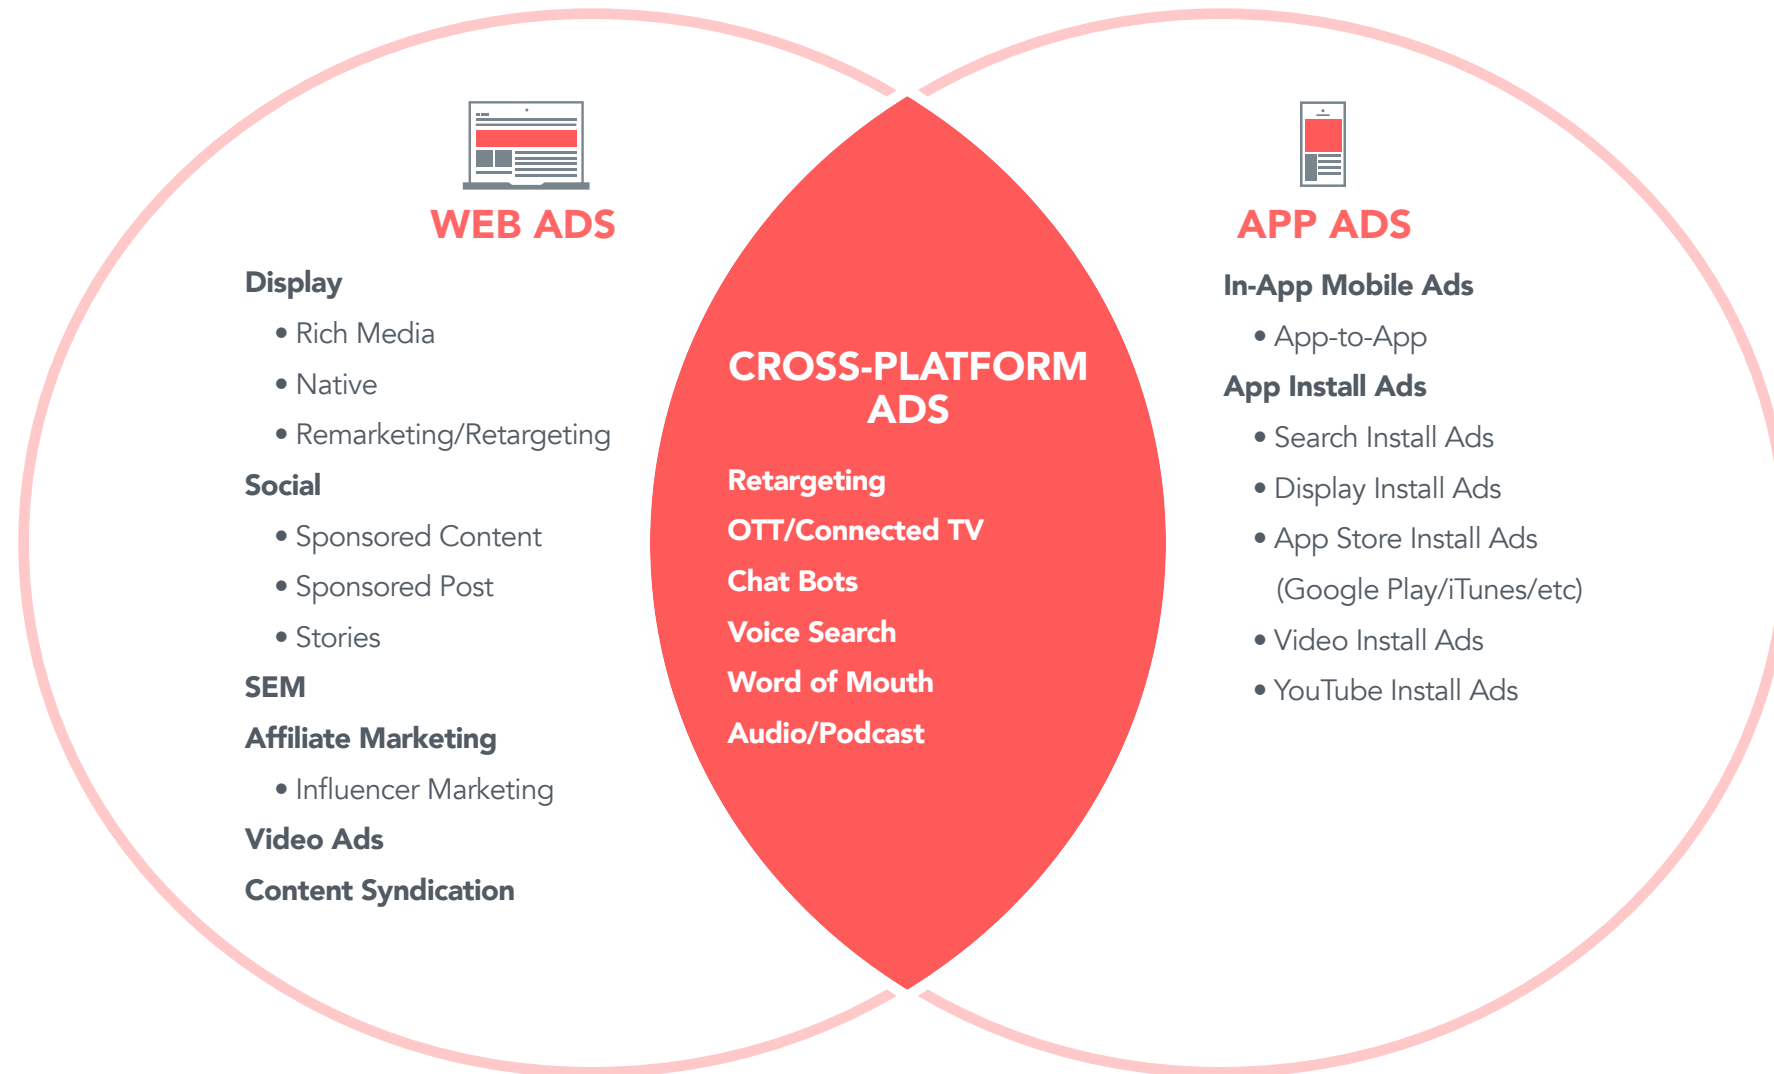 WEB ADS
Display
• Rich Media
• Native
• Remarketing/Retargeting
Social
• Sponsored Content
• Sponsored Post
• Stories
SEM
Affiliate Marketing
• Influencer Marketing
Video Ads
Content Syndication
CROSS-PLATFORM
ADS
Retargeting
OTT/Connected TV
Chat Bots
Voice Search
Word of Mouth
Audio/Podcast
APP ADS
In-App Mobile Ads
• App-to-App
App Install Ads
• Search Install Ads
• Display Install Ads
• App Store Install Ads
(Google Play/iTunes/etc)
• Video Install Ads
• YouTube Install Ads